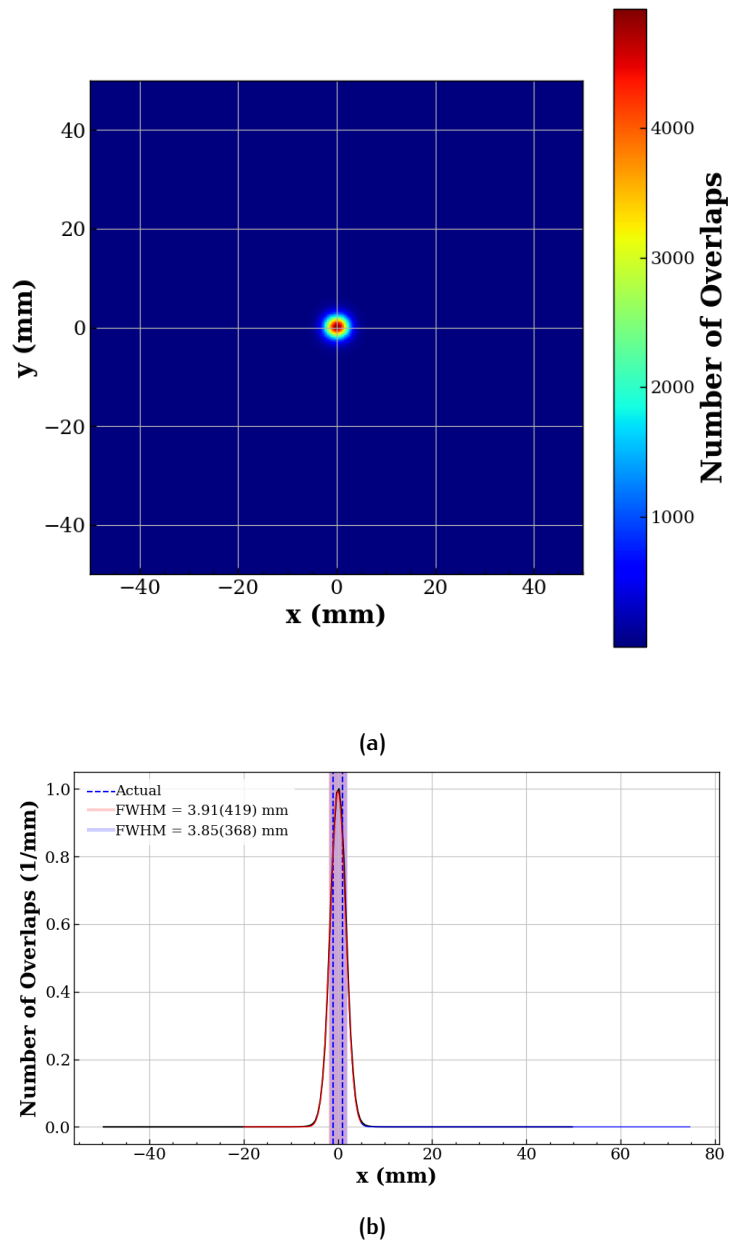 40
20
0
−20
−40
y (mm)
−40 −20 0 20 40
x (mm)
4000
3000
2000
1000
Number of Overlaps
(a)
1.0
0.8
0.6
0.4
0.2
0.0
Number of Overlaps (1/mm)
Actual
FWHM = 3.91(419) mm
FWHM = 3.85(368) mm
−40 −20 0 20 40 60 80
x (mm)
(b)